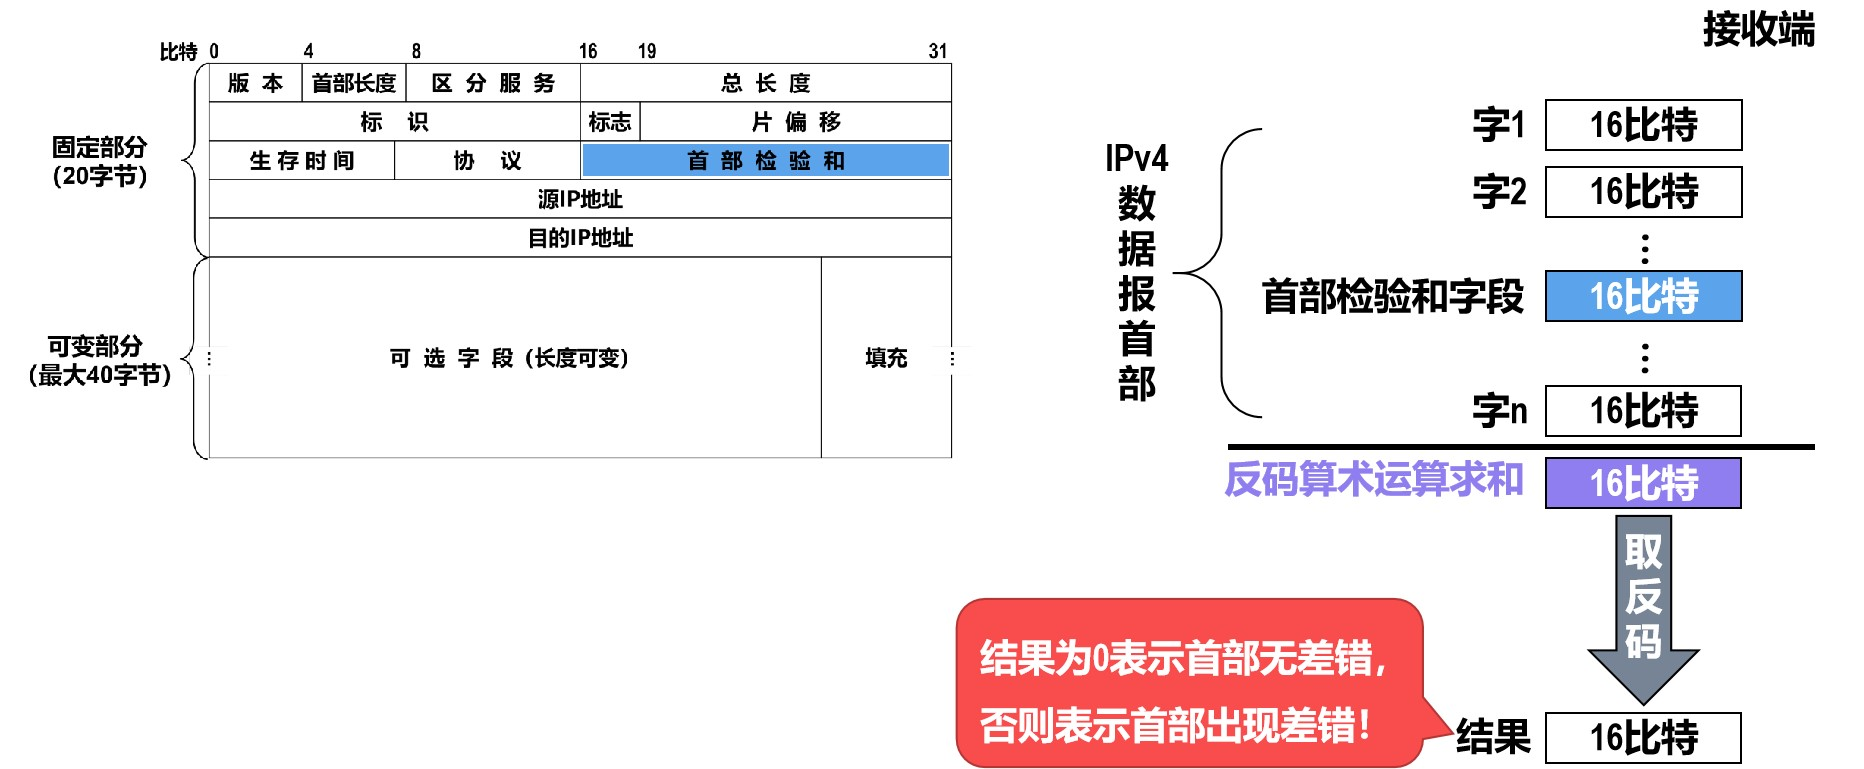 比特 0 4 8 16 19 31
版 本 首部长度 区 分 服 务 总 长 度
标 识 标志 片 偏 移
生 存 时 间 协 议 首 部 检 验 和
源IP地址
目的IP地址
可 选 字 段 (长度可变) 填充
固定部分
(20字节)
可变部分
(最大40字节)
接收端
IPv4
数
据
报
首
部
字1 16比特
字2 16比特
首部检验和字段 16比特
字n 16比特
反码算术运算求和 16比特
取
反
码
结果为0表示首部无差错,
否则表示首部出现差错!
结果 16比特